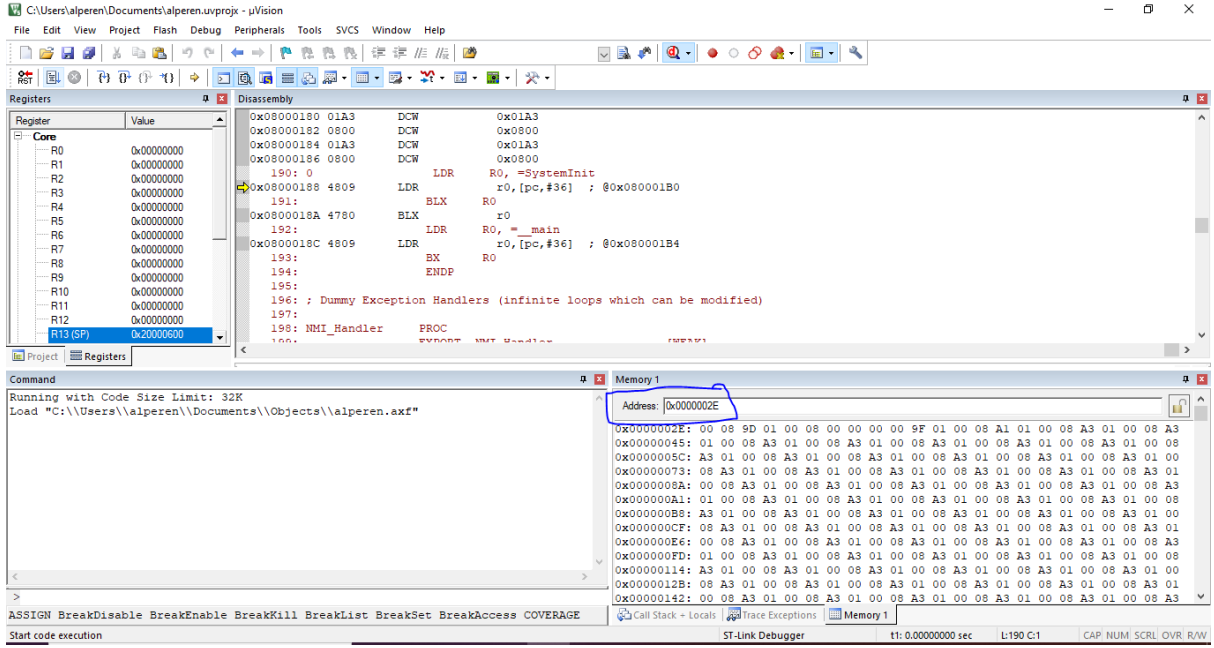 C:\Users\alperen\Documents\alperen.uvprojx - µVision
File Edit View Project Flash Debug Peripherals Tools SVCS Window Help
RST
Registers
Register Value
Core
R0 0x00000000
R1 0x00000000
R2 0x00000000
R3 0x00000000
R4 0x00000000
R5 0x00000000
R6 0x00000000
R7 0x00000000
R8 0x00000000
R9 0x00000000
R10 0x00000000
R11 0x00000000
R12 0x00000000
R13 (SP) 0x20000600
Project Registers
Disassembly
0x08000180 01A3 DCW 0x01A3
0x08000182 0800 DCW 0x0800
0x08000184 01A3 DCW 0x01A3
0x08000186 0800 DCW 0x0800
190: 0 LDR R0, =SystemInit
0x08000188 4809 LDR r0,[pc,#36] ; @0x080001B0
191: BLX R0
0x0800018A 4780 BLX r0
192: LDR R0, =__main
0x0800018C 4809 LDR r0,[pc,#36] ; @0x080001B4
193: BX R0
194: ENDP
195:
196: ; Dummy Exception Handlers (infinite loops which can be modified)
197:
198: NMI_Handler PROC
Command
Running with Code Size Limit: 32K
Load "C:\\Users\\alperen\\Documents\\Objects\\alperen.axf"
>
ASSIGN BreakDisable BreakEnable BreakKill BreakList BreakSet BreakAccess COVERAGE
Memory 1
Address: 0x0000002E
0x0000002E: 00 08 9D 01 00 08 00 00 00 00 9F 01 00 08 A1 01 00 08 A3 01 00 08 A3
0x00000045: 01 00 08 A3 01 00 08 A3 01 00 08 A3 01 00 08 A3 01 00 08 A3 01 00 08
0x0000005C: A3 01 00 08 A3 01 00 08 A3 01 00 08 A3 01 00 08 A3 01 00 08 A3 01 00
0x00000073: 08 A3 01 00 08 A3 01 00 08 A3 01 00 08 A3 01 00 08 A3 01 00 08 A3 01
0x0000008A: 00 08 A3 01 00 08 A3 01 00 08 A3 01 00 08 A3 01 00 08 A3 01 00 08 A3
0x000000A1: 01 00 08 A3 01 00 08 A3 01 00 08 A3 01 00 08 A3 01 00 08 A3 01 00 08
0x000000B8: A3 01 00 08 A3 01 00 08 A3 01 00 08 A3 01 00 08 A3 01 00 08 A3 01 00
0x000000CF: 08 A3 01 00 08 A3 01 00 08 A3 01 00 08 A3 01 00 08 A3 01 00 08 A3 01
0x000000E6: 00 08 A3 01 00 08 A3 01 00 08 A3 01 00 08 A3 01 00 08 A3 01 00 08 A3
0x000000FD: 01 00 08 A3 01 00 08 A3 01 00 08 A3 01 00 08 A3 01 00 08 A3 01 00 08
0x00000114: A3 01 00 08 A3 01 00 08 A3 01 00 08 A3 01 00 08 A3 01 00 08 A3 01 00
0x0000012B: 08 A3 01 00 08 A3 01 00 08 A3 01 00 08 A3 01 00 08 A3 01 00 08 A3 01
0x00000142: 00 08 A3 01 00 08 A3 01 00 08 A3 01 00 08 A3 01 00 08 A3 01 00 08 A3
Call Stack + Locals Trace Exceptions Memory 1
Start code execution ST-Link Debugger t1: 0.00000000 sec L:190 C:1 CAP NUM SCRL OVR R/W